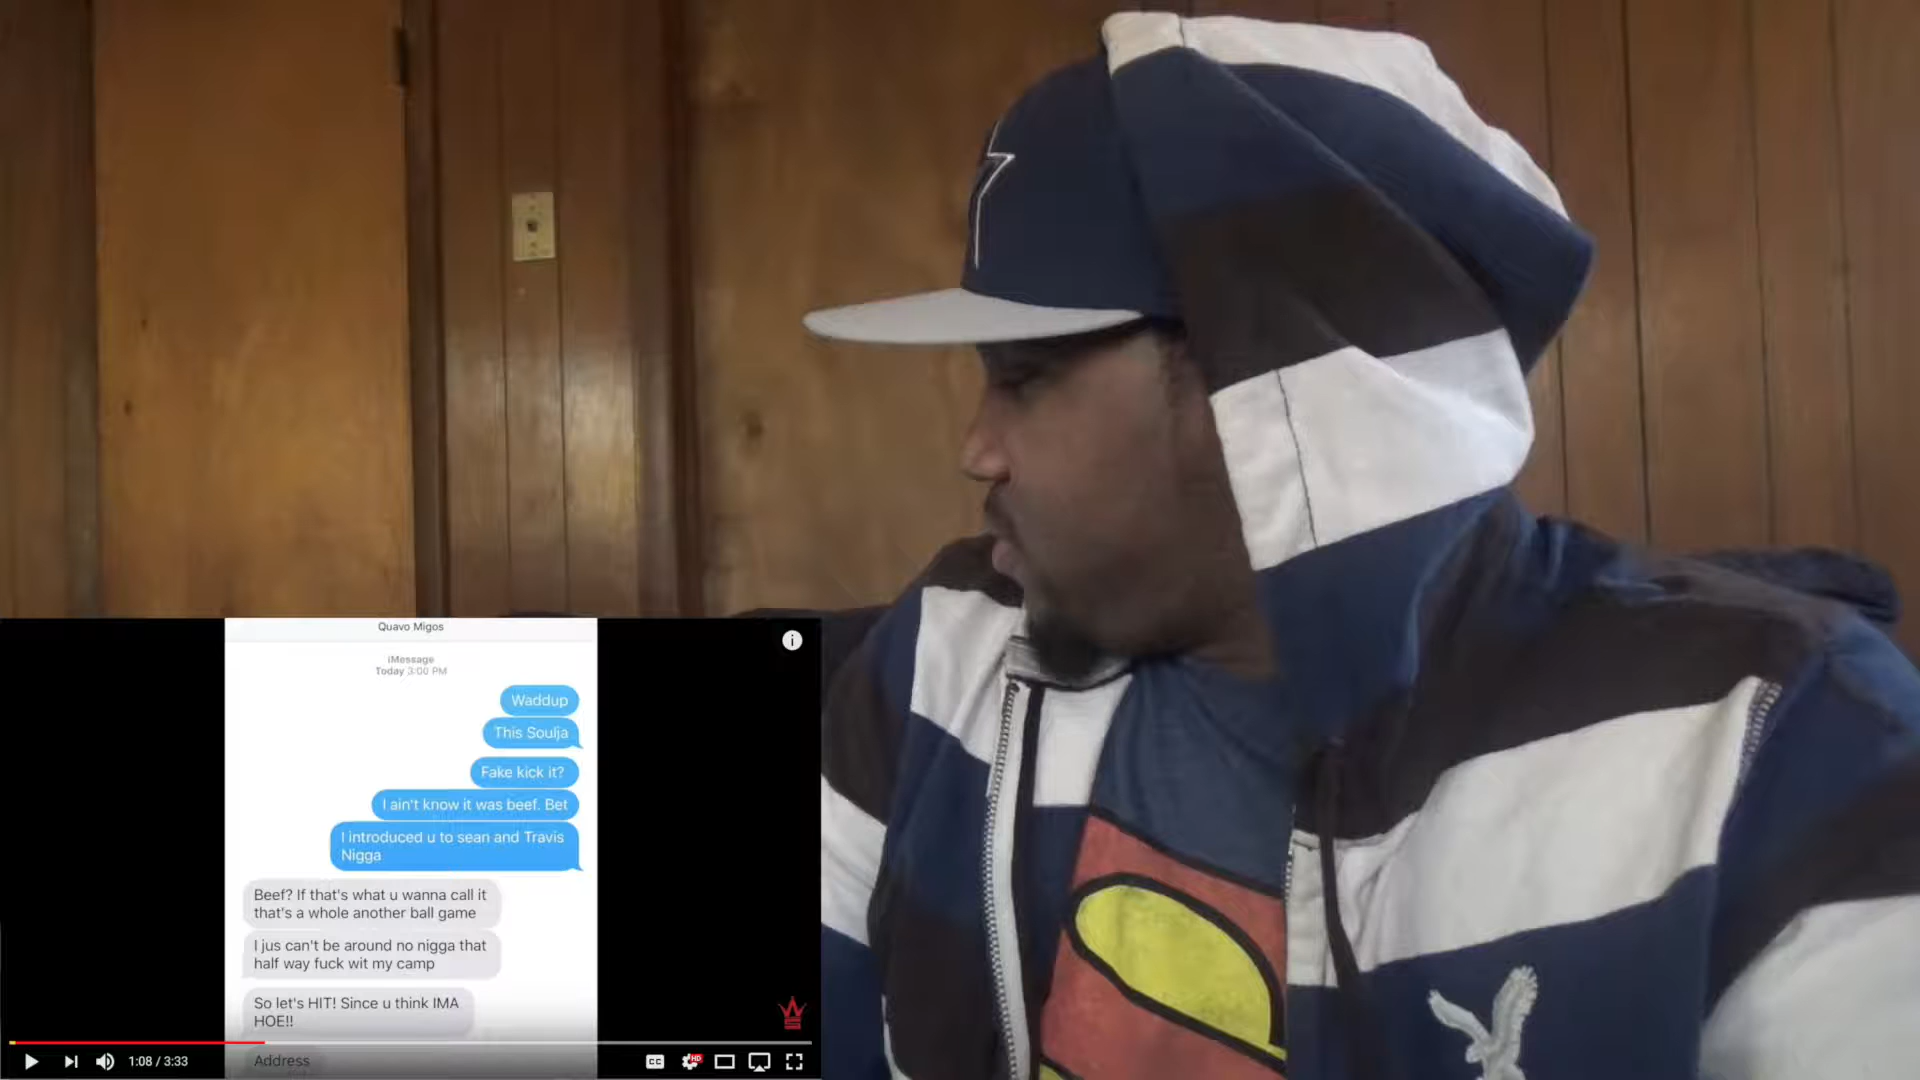 Quavo Migos
iMessage
Today 3:00 PM
Waddup
This Soulja
Fake kick it?
I ain't know it was beef. Bet
I introduced u to sean and Travis
Nigga
Beef? If that's what u wanna call it
that's a whole another ball game
I jus can't be around no nigga that
half way fuck wit my camp
So let's HIT! Since u think IMA
HOE!!
Address
1:08 / 3:33
CC
HD